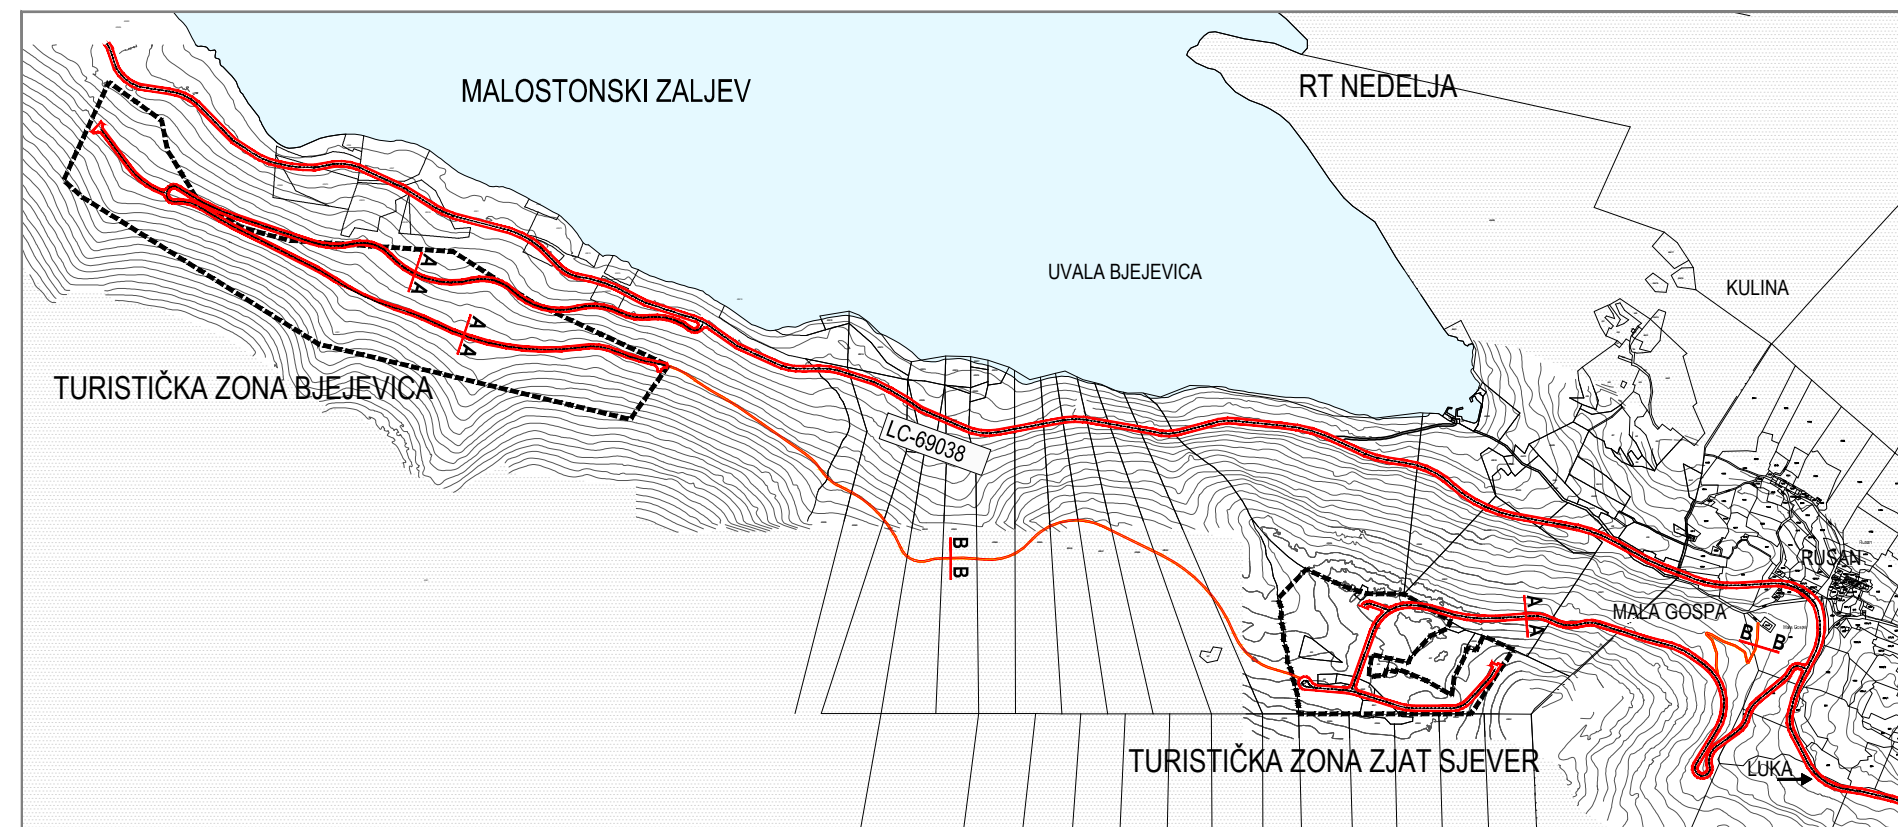 MALOSTONSKI ZALJEV
RT NEDELJA
UVALA BJEJEVICA
KULINA
A
A
A
A
TURISTIČKA ZONA BJEJEVICA
LC-69038
B
B
RUSAN
A
A
MALA GOSPA
B
B
TURISTIČKA ZONA ZJAT SJEVER
LUKA